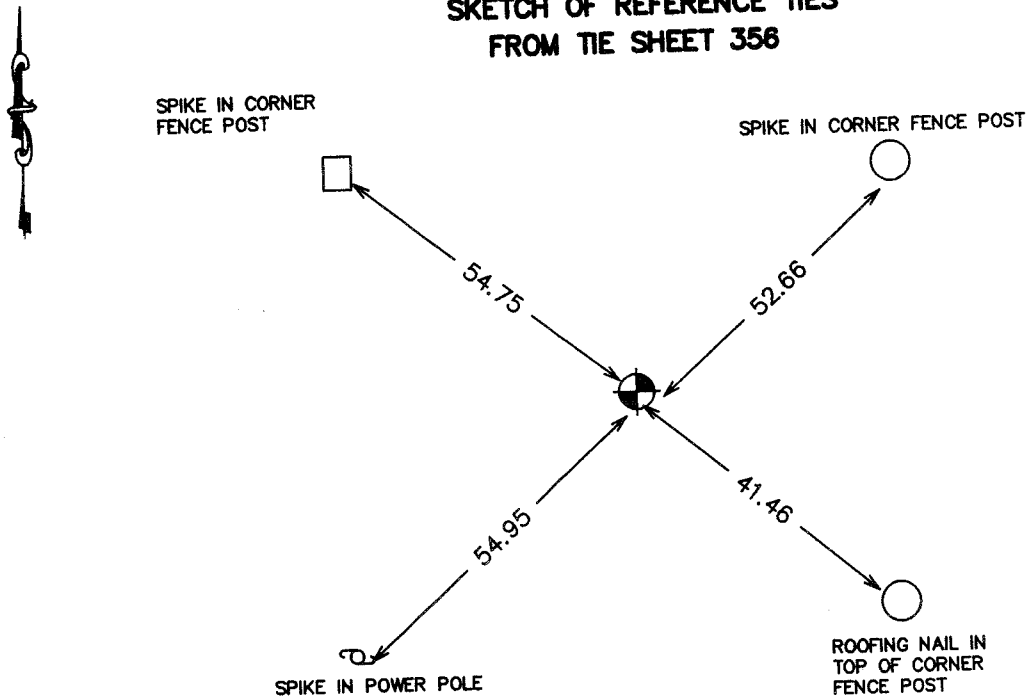 SKETCH OF REFERENCE TIES
FROM TIE SHEET 356
SPIKE IN CORNER
FENCE POST
SPIKE IN CORNER FENCE POST
54.75
52.66
54.95
41.46
SPIKE IN POWER POLE
ROOFING NAIL IN
TOP OF CORNER
FENCE POST